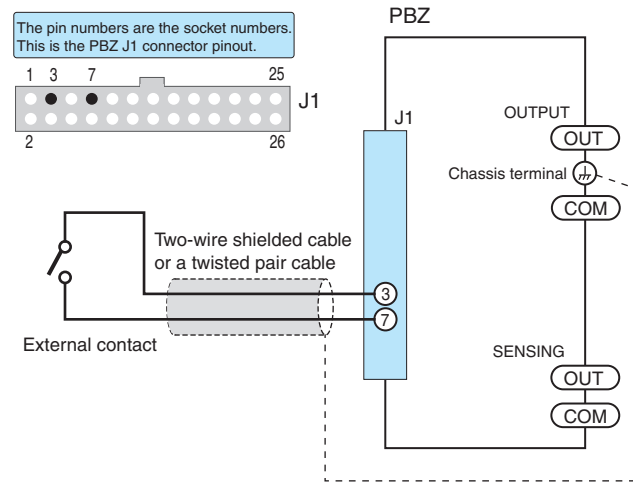 The pin numbers are the socket numbers.
This is the PBZ J1 connector pinout.
PBZ
1 3 7 25
J1
2 26
J1
OUTPUT
OUT
Chassis terminal
COM
Two-wire shielded cable
or a twisted pair cable
3
7
External contact
SENSING
OUT
COM